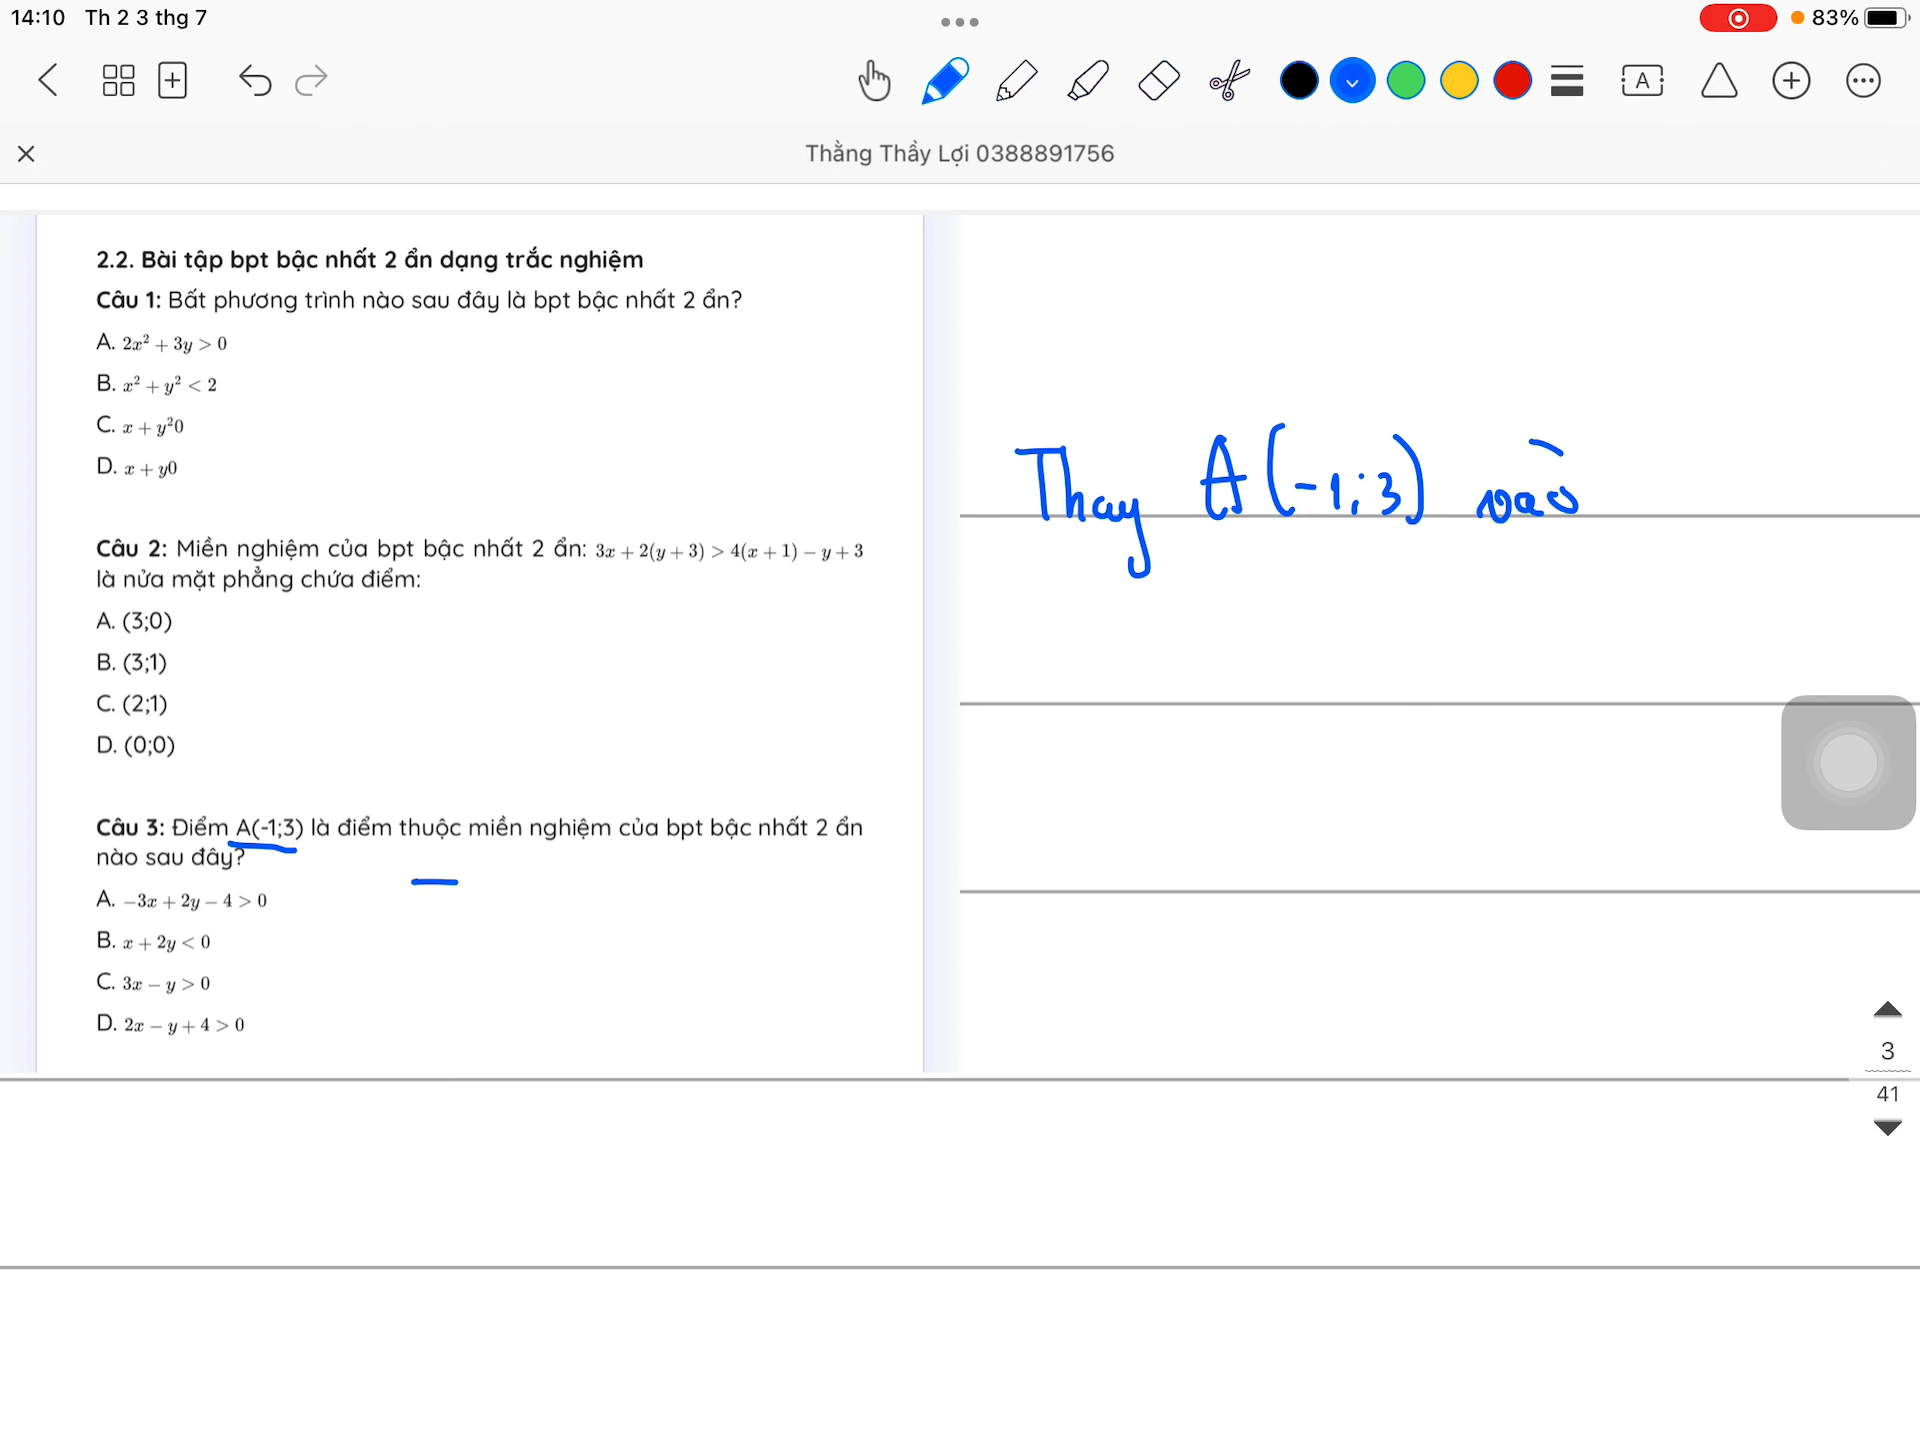 14:10 Th 2 3 thg 7
83%
A
Thằng Thầy Lợi 0388891756
2.2. Bài tập bpt bậc nhất 2 ẩn dạng trắc nghiệm
Câu 1: Bất phương trình nào sau đây là bpt bậc nhất 2 ẩn?
A. 2x² + 3y > 0
B. x² + y² < 2
C. x + y²0
D. x + y0
Câu 2: Miền nghiệm của bpt bậc nhất 2 ẩn: 3x + 2(y + 3) > 4(x + 1) − y + 3
là nửa mặt phẳng chứa điểm:
A. (3;0)
B. (3;1)
C. (2;1)
D. (0;0)
Câu 3: Điểm A(-1;3) là điểm thuộc miền nghiệm của bpt bậc nhất 2 ẩn
nào sau đây?
A. −3x + 2y − 4 > 0
B. x + 2y < 0
C. 3x − y > 0
D. 2x − y + 4 > 0
Thay A(-1;3) vào
3
41